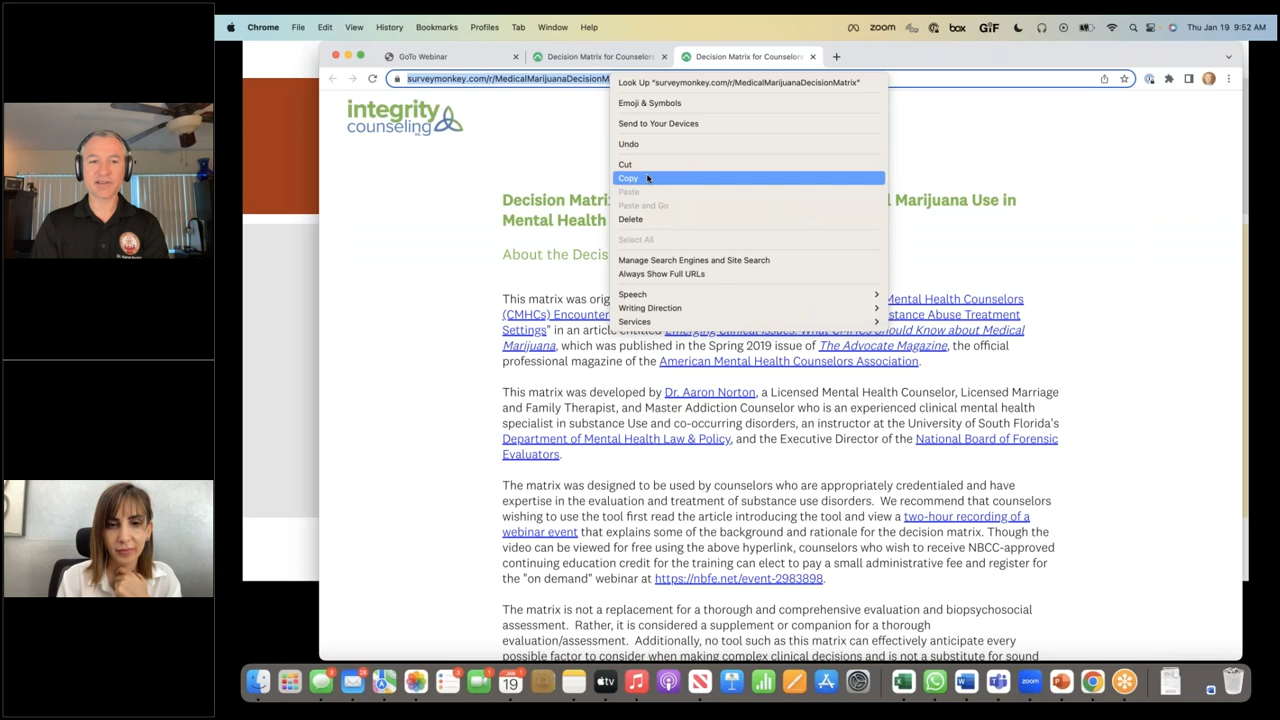 Chrome File Edit View History Bookmarks Profiles Tab Window Help zoom box GiF Thu Jan 19 9:52 AM
GoTo Webinar Decision Matrix for Counselors Decision Matrix for Counselors
surveymonkey.com/r/MedicalMarijuanaDecisionM
Look Up "surveymonkey.com/r/MedicalMarijuanaDecisionMatrix"
Emoji & Symbols
Send to Your Devices
Undo
Cut
Copy
Paste
Paste and Go
Delete
Select All
Manage Search Engines and Site Search
Always Show Full URLs
Speech
Writing Direction
Services
integrity
counseling
Decision Matri l Marijuana Use in
Mental Health
About the Decis
This matrix was orig Mental Health Counselors
(CMHCs) Encounter stance Abuse Treatment
Settings" in an article entitled Emerging Clinical Issues: What CMHCs Should Know about Medical
Marijuana, which was published in the Spring 2019 issue of The Advocate Magazine, the official
professional magazine of the American Mental Health Counselors Association.
This matrix was developed by Dr. Aaron Norton, a Licensed Mental Health Counselor, Licensed Marriage
and Family Therapist, and Master Addiction Counselor who is an experienced clinical mental health
specialist in substance Use and co-occurring disorders, an instructor at the University of South Florida's
Department of Mental Health Law & Policy, and the Executive Director of the National Board of Forensic
Evaluators.
The matrix was designed to be used by counselors who are appropriately credentialed and have
expertise in the evaluation and treatment of substance use disorders. We recommend that counselors
wishing to use the tool first read the article introducing the tool and view a two-hour recording of a
webinar event that explains some of the background and rationale for the decision matrix. Though the
video can be viewed for free using the above hyperlink, counselors who wish to receive NBCC-approved
continuing education credit for the training can elect to pay a small administrative fee and register for
the "on demand" webinar at https://nbfe.net/event-2983898.
The matrix is not a replacement for a thorough and comprehensive evaluation and biopsychosocial
assessment. Rather, it is considered a supplement or companion for a thorough
evaluation/assessment. Additionally, no tool such as this matrix can effectively anticipate every
possible factor to consider when making complex clinical decisions and is not a substitute for sound
JAN
19
tv
zoom